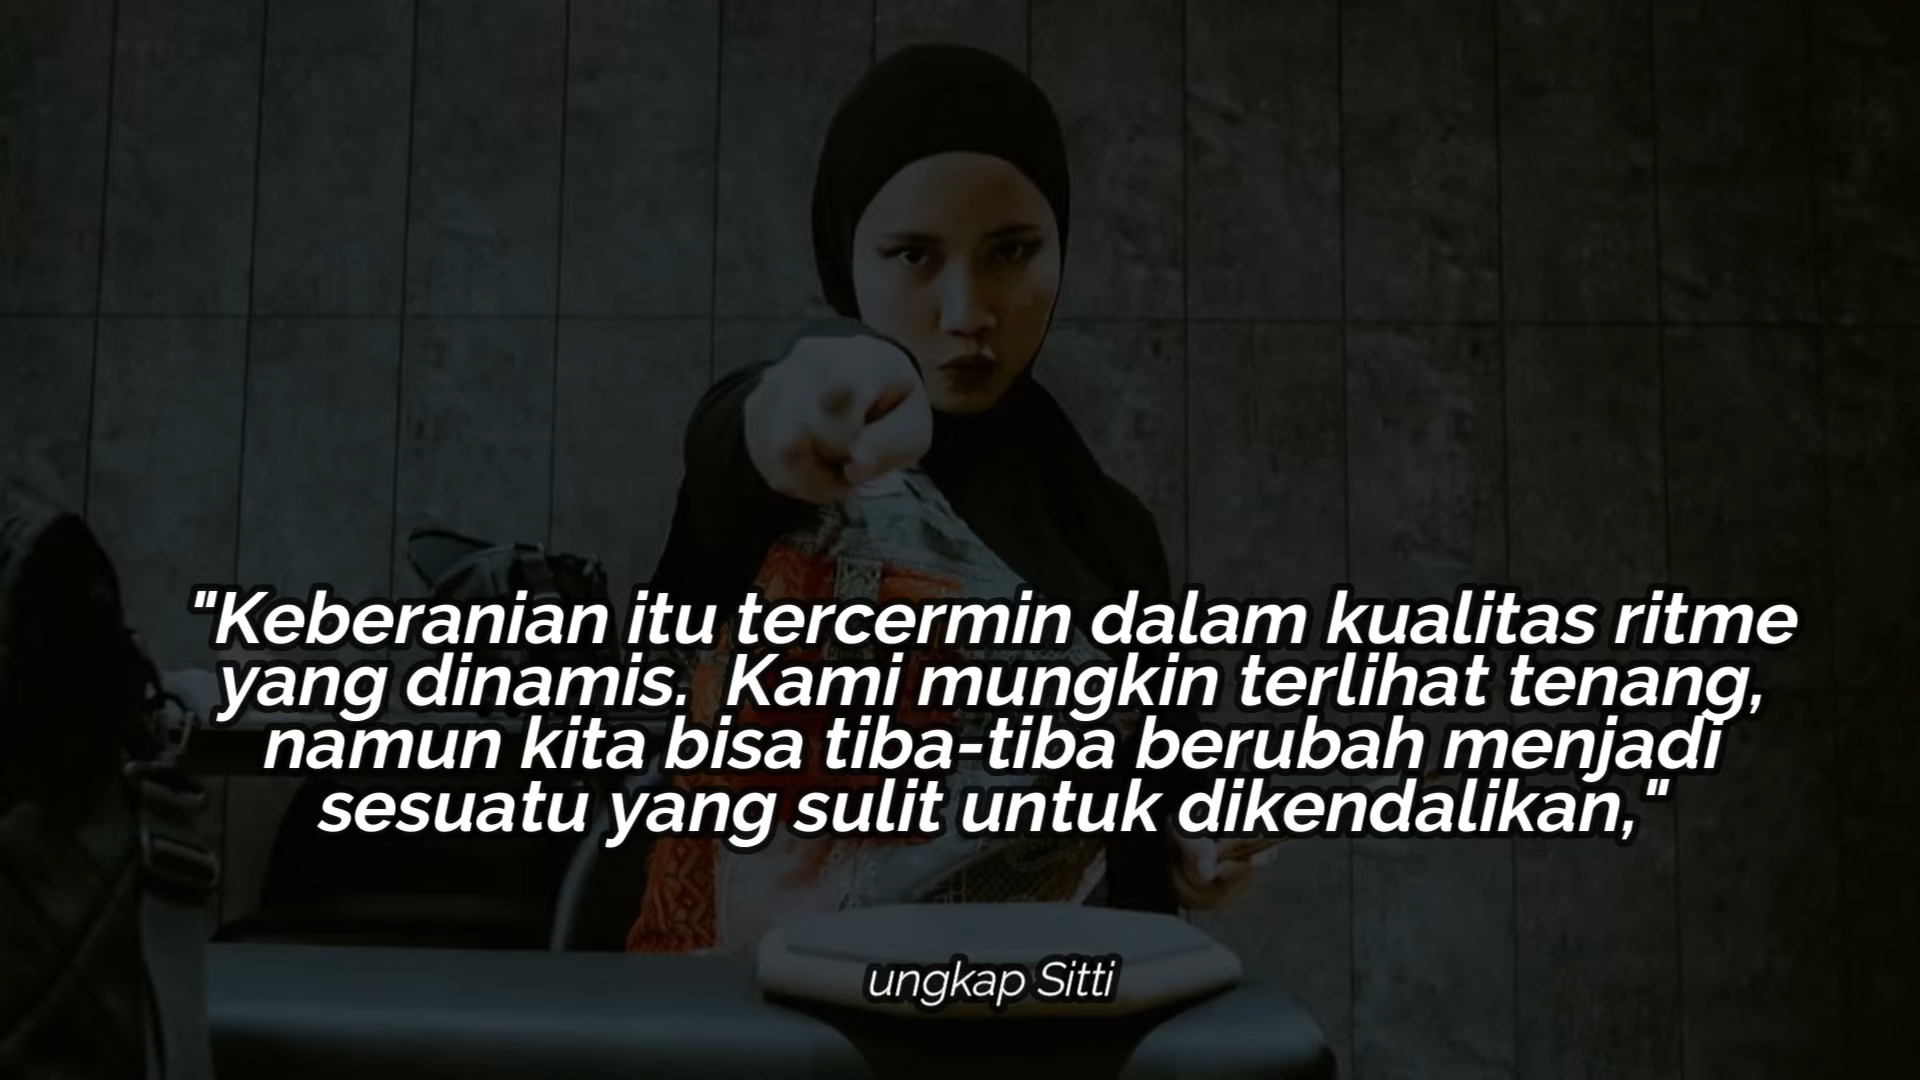 "Keberanian itu tercermin dalam kualitas ritme
yang dinamis.  Kami mungkin terlihat tenang,
namun kita bisa tiba-tiba berubah menjadi
sesuatu yang sulit untuk dikendalikan,"
ungkap Sitti